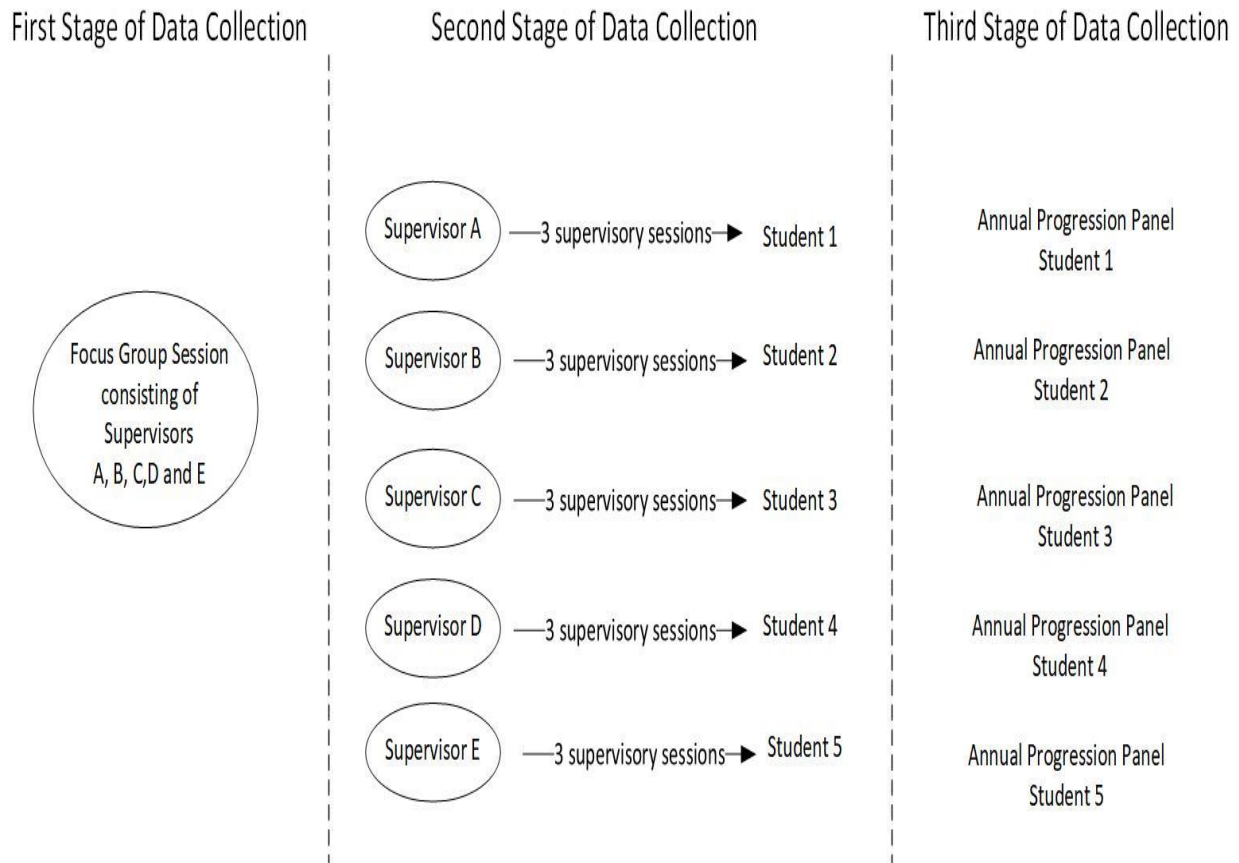 First Stage of Data Collection
Second Stage of Data Collection
Third Stage of Data Collection
Focus Group Session
consisting of
Supervisors
A, B, C,D and E
Supervisor A
3 supervisory sessions
Student 1
Supervisor B
3 supervisory sessions
Student 2
Supervisor C
3 supervisory sessions
Student 3
Supervisor D
3 supervisory sessions
Student 4
Supervisor E
3 supervisory sessions
Student 5
Annual Progression Panel
Student 1
Annual Progression Panel
Student 2
Annual Progression Panel
Student 3
Annual Progression Panel
Student 4
Annual Progression Panel
Student 5